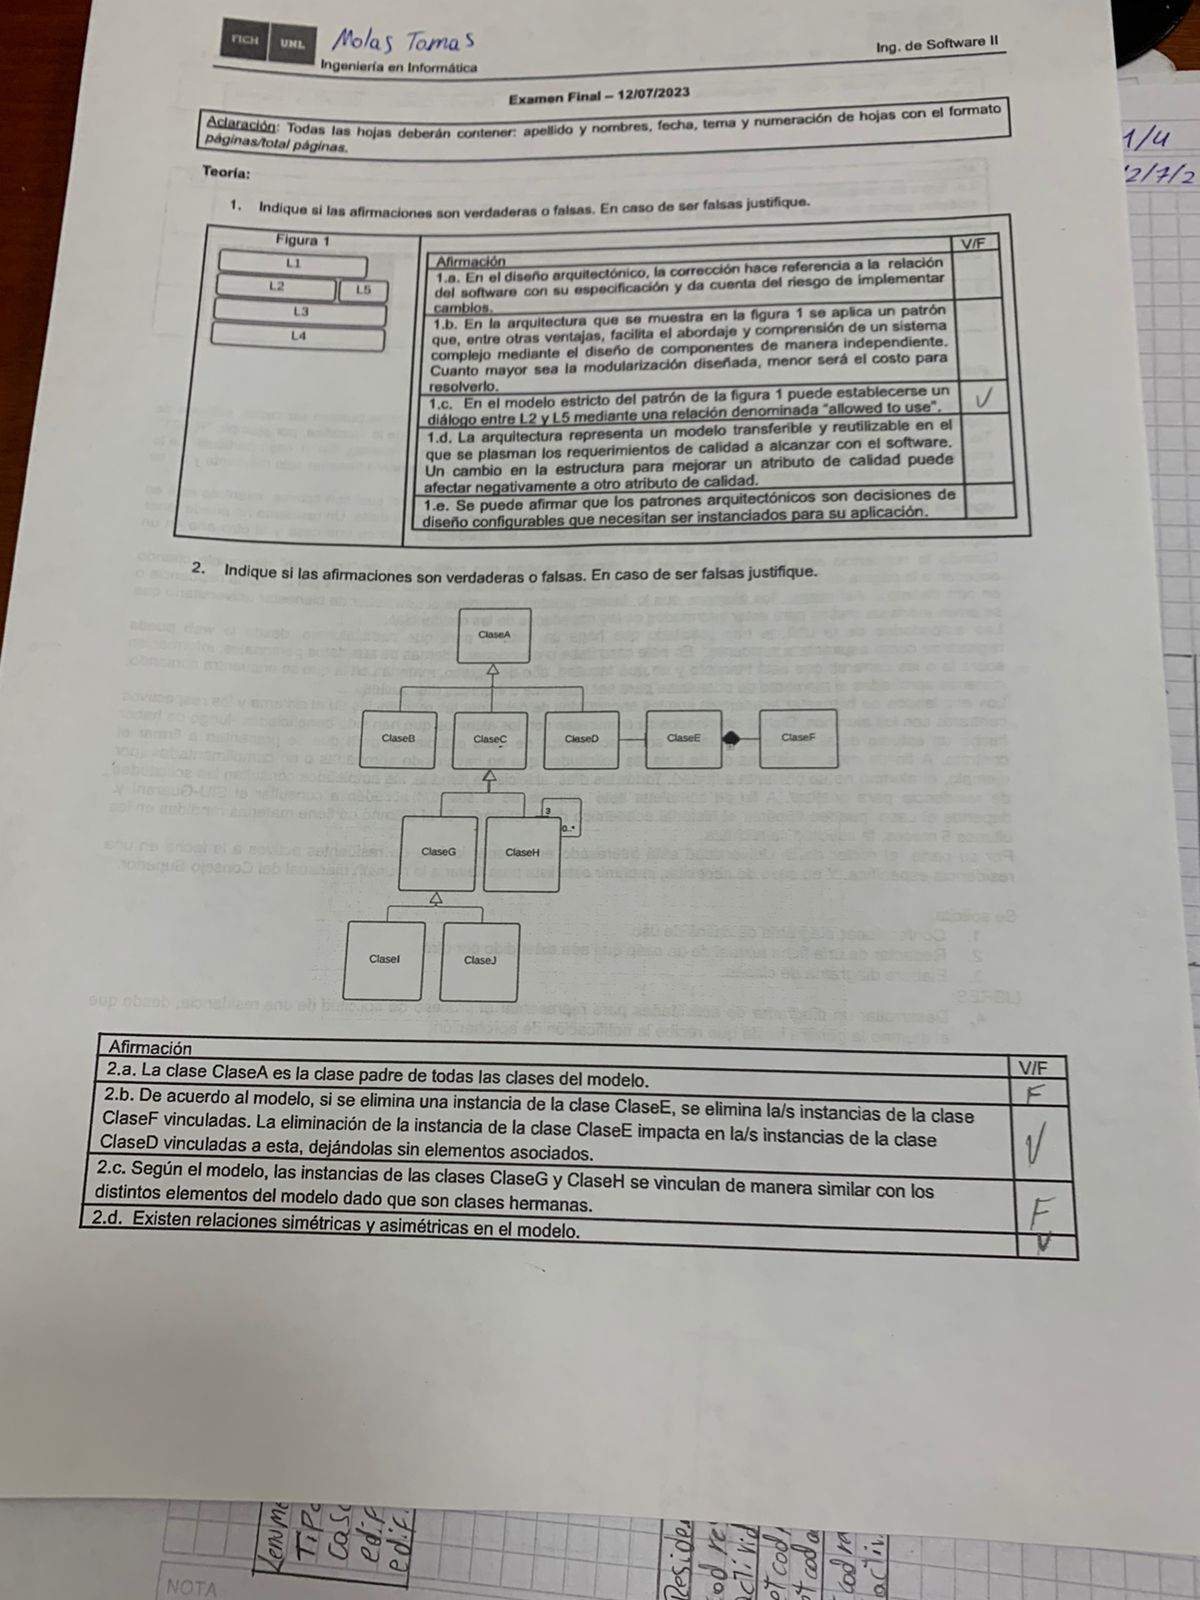 FICH UNL Molas Tomas
Ingeniería en Informática
Ing. de Software II
Examen Final – 12/07/2023
Aclaración: Todas las hojas deberán contener: apellido y nombres, fecha, tema y numeración de hojas con el formato
páginas/total páginas.
Teoría:
1. Indique si las afirmaciones son verdaderas o falsas. En caso de ser falsas justifique.
Figura 1
L1
L2 L5
L3
L4
Afirmación V/F
1.a. En el diseño arquitectónico, la corrección hace referencia a la relación
del software con su especificación y da cuenta del riesgo de implementar
cambios.
1.b. En la arquitectura que se muestra en la figura 1 se aplica un patrón
que, entre otras ventajas, facilita el abordaje y comprensión de un sistema
complejo mediante el diseño de componentes de manera independiente.
Cuanto mayor sea la modularización diseñada, menor será el costo para
resolverlo.
1.c. En el modelo estricto del patrón de la figura 1 puede establecerse un
diálogo entre L2 y L5 mediante una relación denominada "allowed to use". V
1.d. La arquitectura representa un modelo transferible y reutilizable en el
que se plasman los requerimientos de calidad a alcanzar con el software.
Un cambio en la estructura para mejorar un atributo de calidad puede
afectar negativamente a otro atributo de calidad.
1.e. Se puede afirmar que los patrones arquitectónicos son decisiones de
diseño configurables que necesitan ser instanciados para su aplicación.
2. Indique si las afirmaciones son verdaderas o falsas. En caso de ser falsas justifique.
ClaseA
ClaseB ClaseC ClaseD ClaseE ClaseF
3
0..*
ClaseG ClaseH
ClaseI ClaseJ
Afirmación V/F
2.a. La clase ClaseA es la clase padre de todas las clases del modelo. F
2.b. De acuerdo al modelo, si se elimina una instancia de la clase ClaseE, se elimina la/s instancias de la clase
ClaseF vinculadas. La eliminación de la instancia de la clase ClaseE impacta en la/s instancias de la clase
ClaseD vinculadas a esta, dejándolas sin elementos asociados. V
2.c. Según el modelo, las instancias de las clases ClaseG y ClaseH se vinculan de manera similar con los
distintos elementos del modelo dado que son clases hermanas. F
2.d. Existen relaciones simétricas y asimétricas en el modelo. V
1/4
2/7/2
NOTA